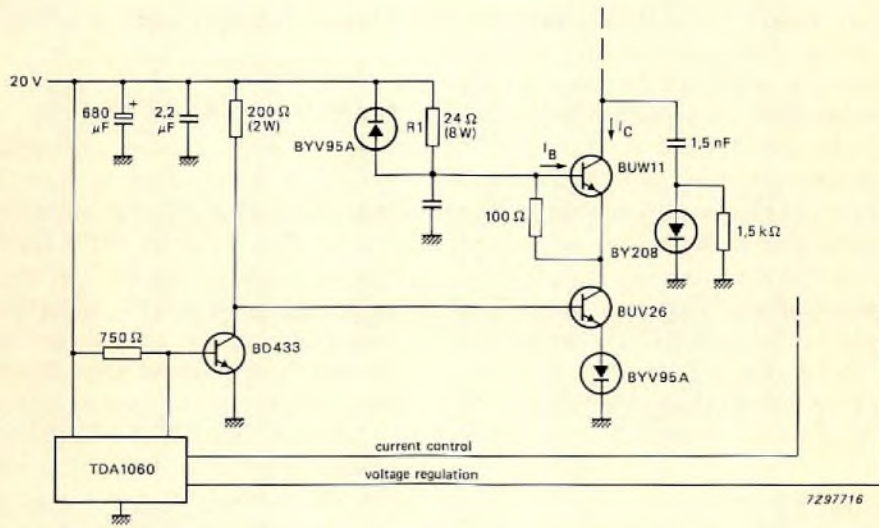 20 V
680
µF
+
2,2
µF
200 Ω
(2W)
BYV95A
R1
24 Ω
(8W)
I_B
I_C
BUW11
1,5 nF
100 Ω
BY208
1,5 kΩ
BUV26
750 Ω
BD433
BYV95A
TDA1060
current control
voltage regulation
7Z97716